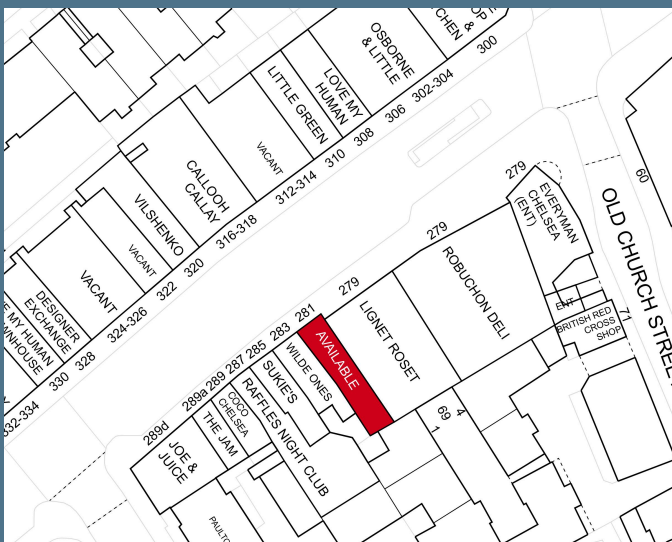 OSBORNE
& LITTLE
300
302-304
306
308
310
312-314
316-318
320
322
324-326
328
330
332-334
LOVE MY
HUMAN
LITTLE GREEN
VACANT
CALLOOH
CALLAY
VILSHENKO
VACANT
VACANT
DESIGNER
EXCHANGE
MY HUMAN
279
EVERYMAN
CHELSEA
(ENT)
60
OLD CHURCH STREET
71
279
ROBUCHON DELI
ENT
BRITISH RED
CROSS
SHOP
279
LIGNET ROSET
281
AVAILABLE
283
WILDE ONES
285
SUKIE'S
287
RAFFLES NIGHT CLUB
289
COCO
CHELSEA
289a
THE JAM
289d
JOE &
JUICE
4
69
1